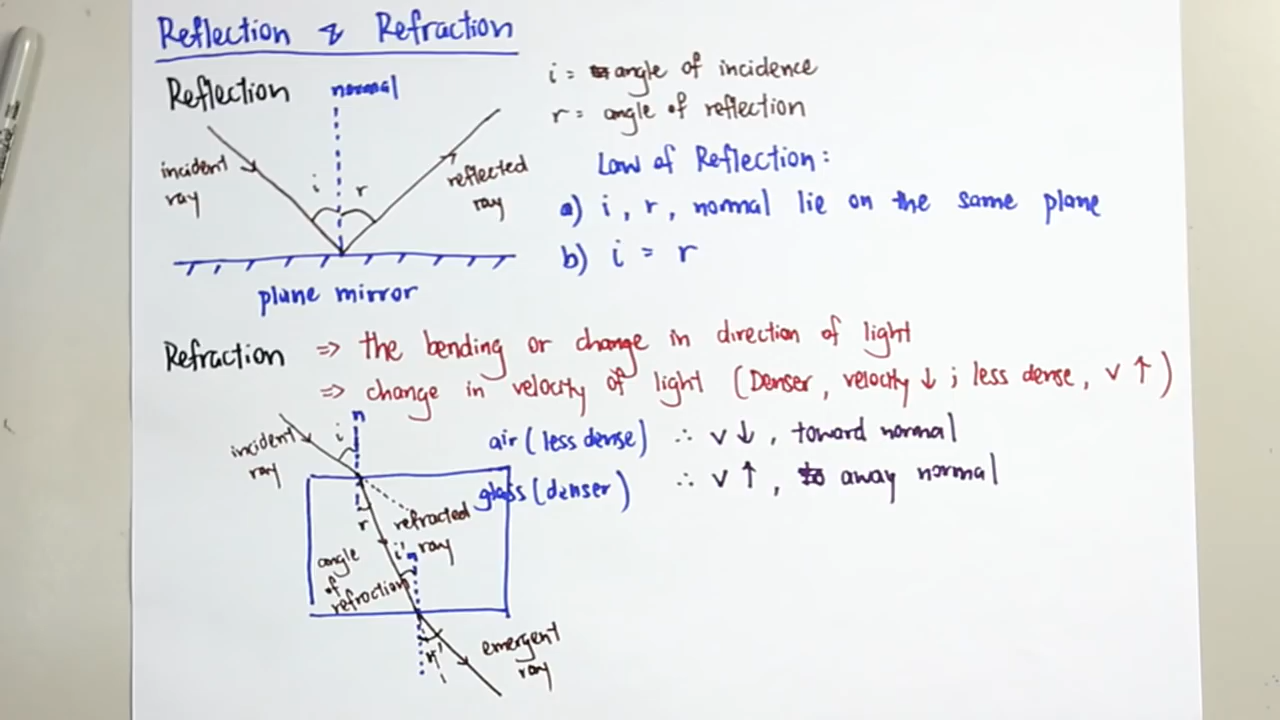 Reflection & Refraction
Reflection
normal
incident ray
i
r
reflected ray
plane mirror
i = angle of incidence
r = angle of reflection
Law of Reflection:
a) i, r, normal lie on the same plane
b) i = r
Refraction ⇒ the bending or change in direction of light
⇒ change in velocity of light (Denser, velocity ↓ ; less dense, v ↑)
n
incident ray
i
air (less dense) ∴ v ↓, toward normal
glass (denser) ∴ v ↑, away normal
r
refracted ray
angle of refraction
i'
n
r'
emergent ray